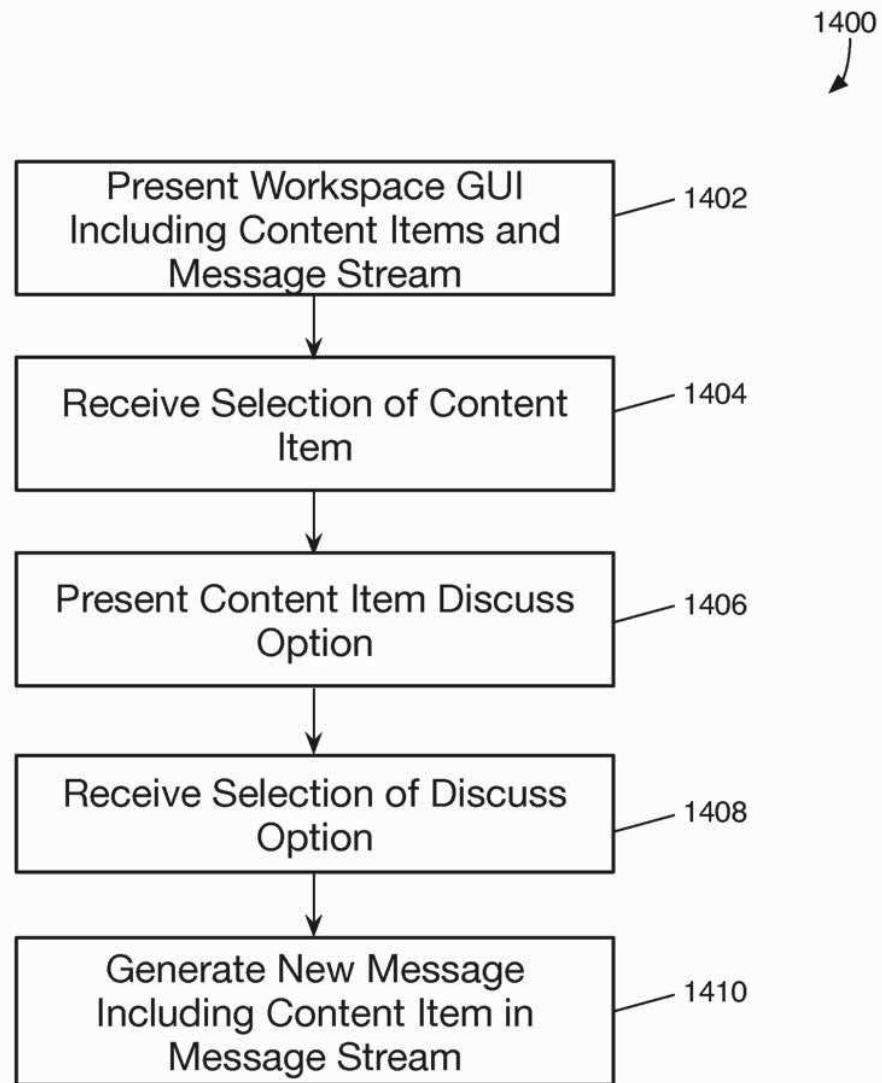 1400
Present Workspace GUI
Including Content Items and
Message Stream
1402
Receive Selection of Content
Item
1404
Present Content Item Discuss
Option
1406
Receive Selection of Discuss
Option
1408
Generate New Message
Including Content Item in
Message Stream
1410